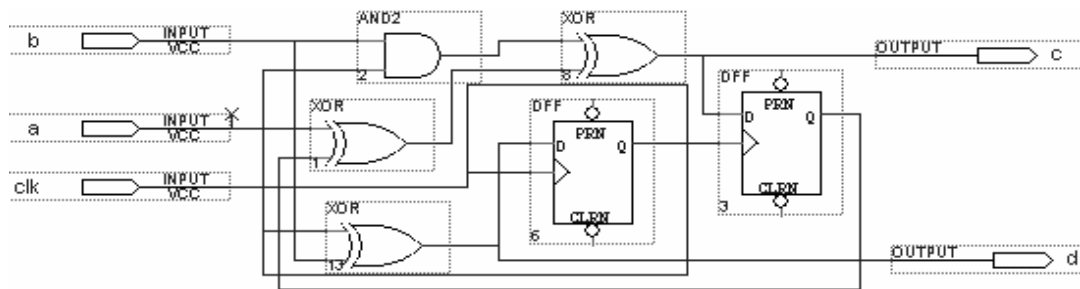 AND2
XOR
b
INPUT
VCC
OUTPUT
c
2
8
DFF
XOR
DFF
PRN
a
INPUT
VCC
D
Q
PRN
D
Q
1
clk
INPUT
VCC
CLRN
3
XOR
CLRN
6
OUTPUT
d
13